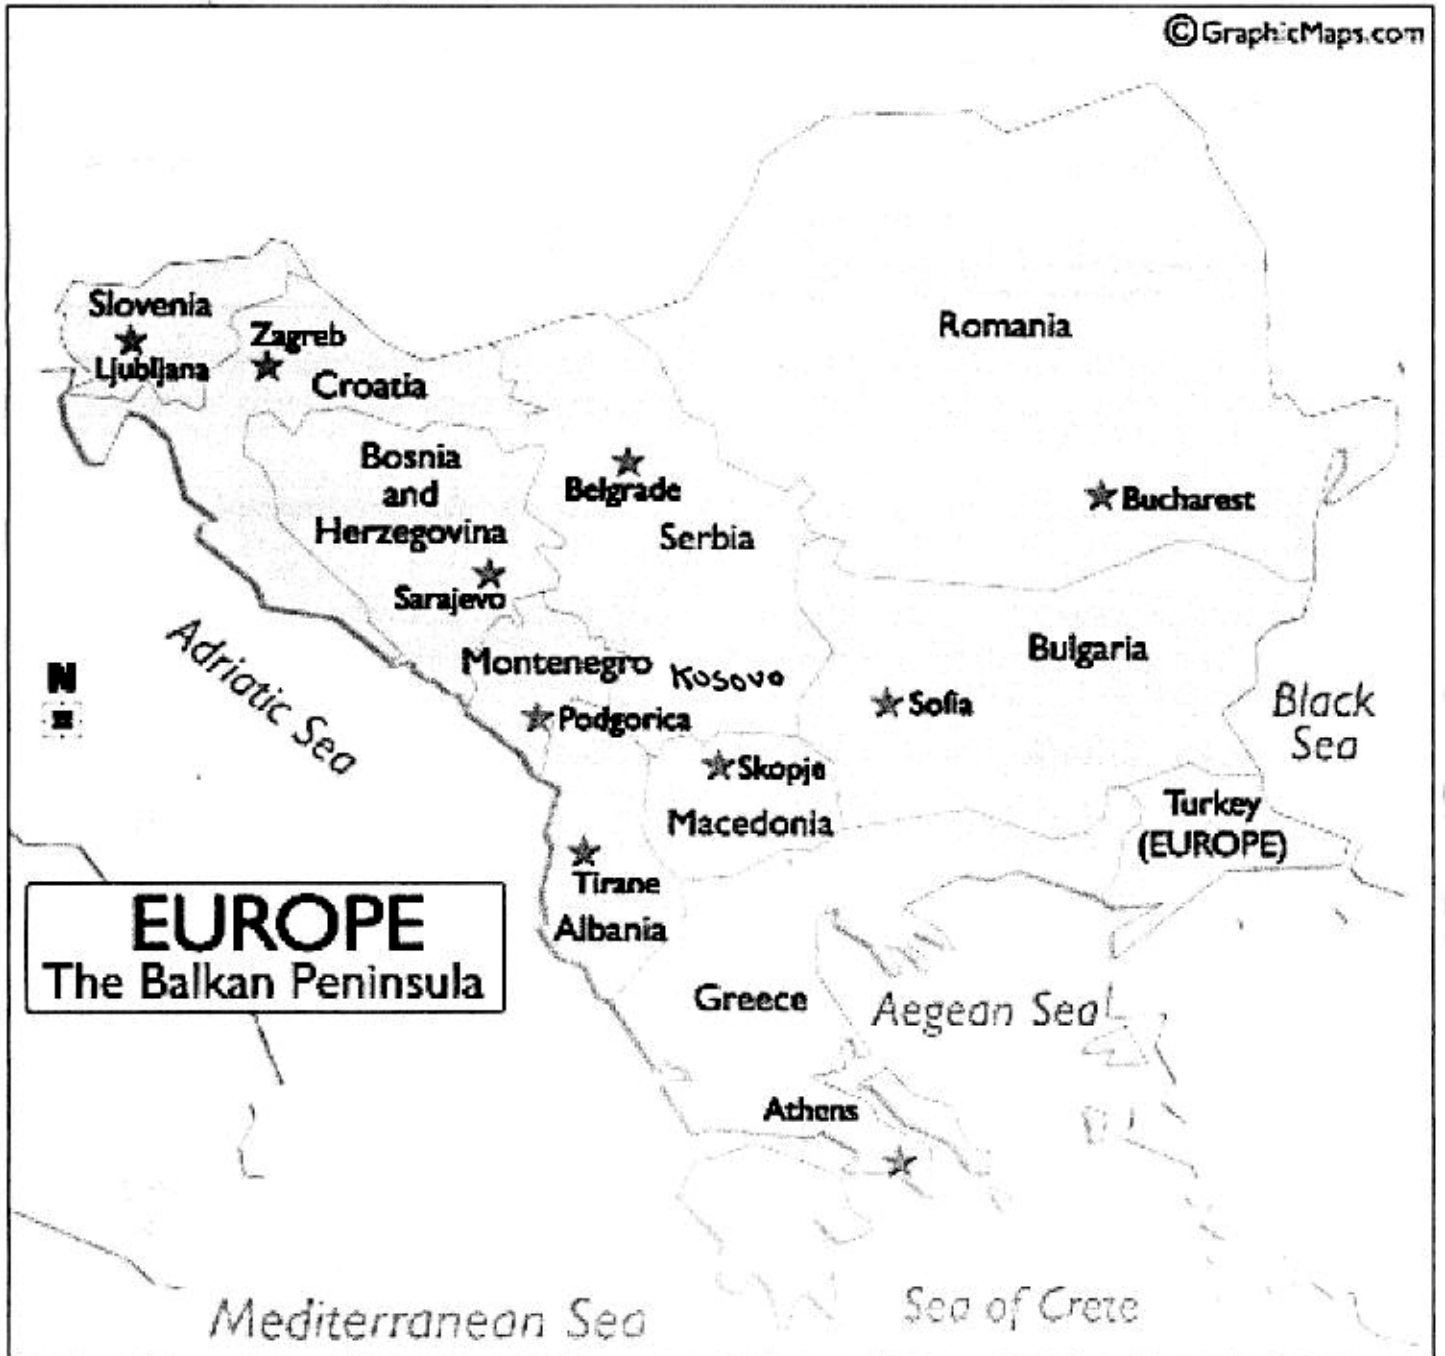 ©GraphicMaps.com
Slovenia
Ljubljana
Zagreb
Croatia
Romania
Bosnia
and
Herzegovina
Sarajevo
Belgrade
Serbia
Bucharest
Adriatic Sea
N
Montenegro
Kosovo
Podgorica
Bulgaria
Sofia
Black
Sea
Skopje
Macedonia
Turkey
(EUROPE)
Tirane
Albania
EUROPE
The Balkan Peninsula
Greece
Aegean Sea
Athens
Mediterranean Sea
Sea of Crete